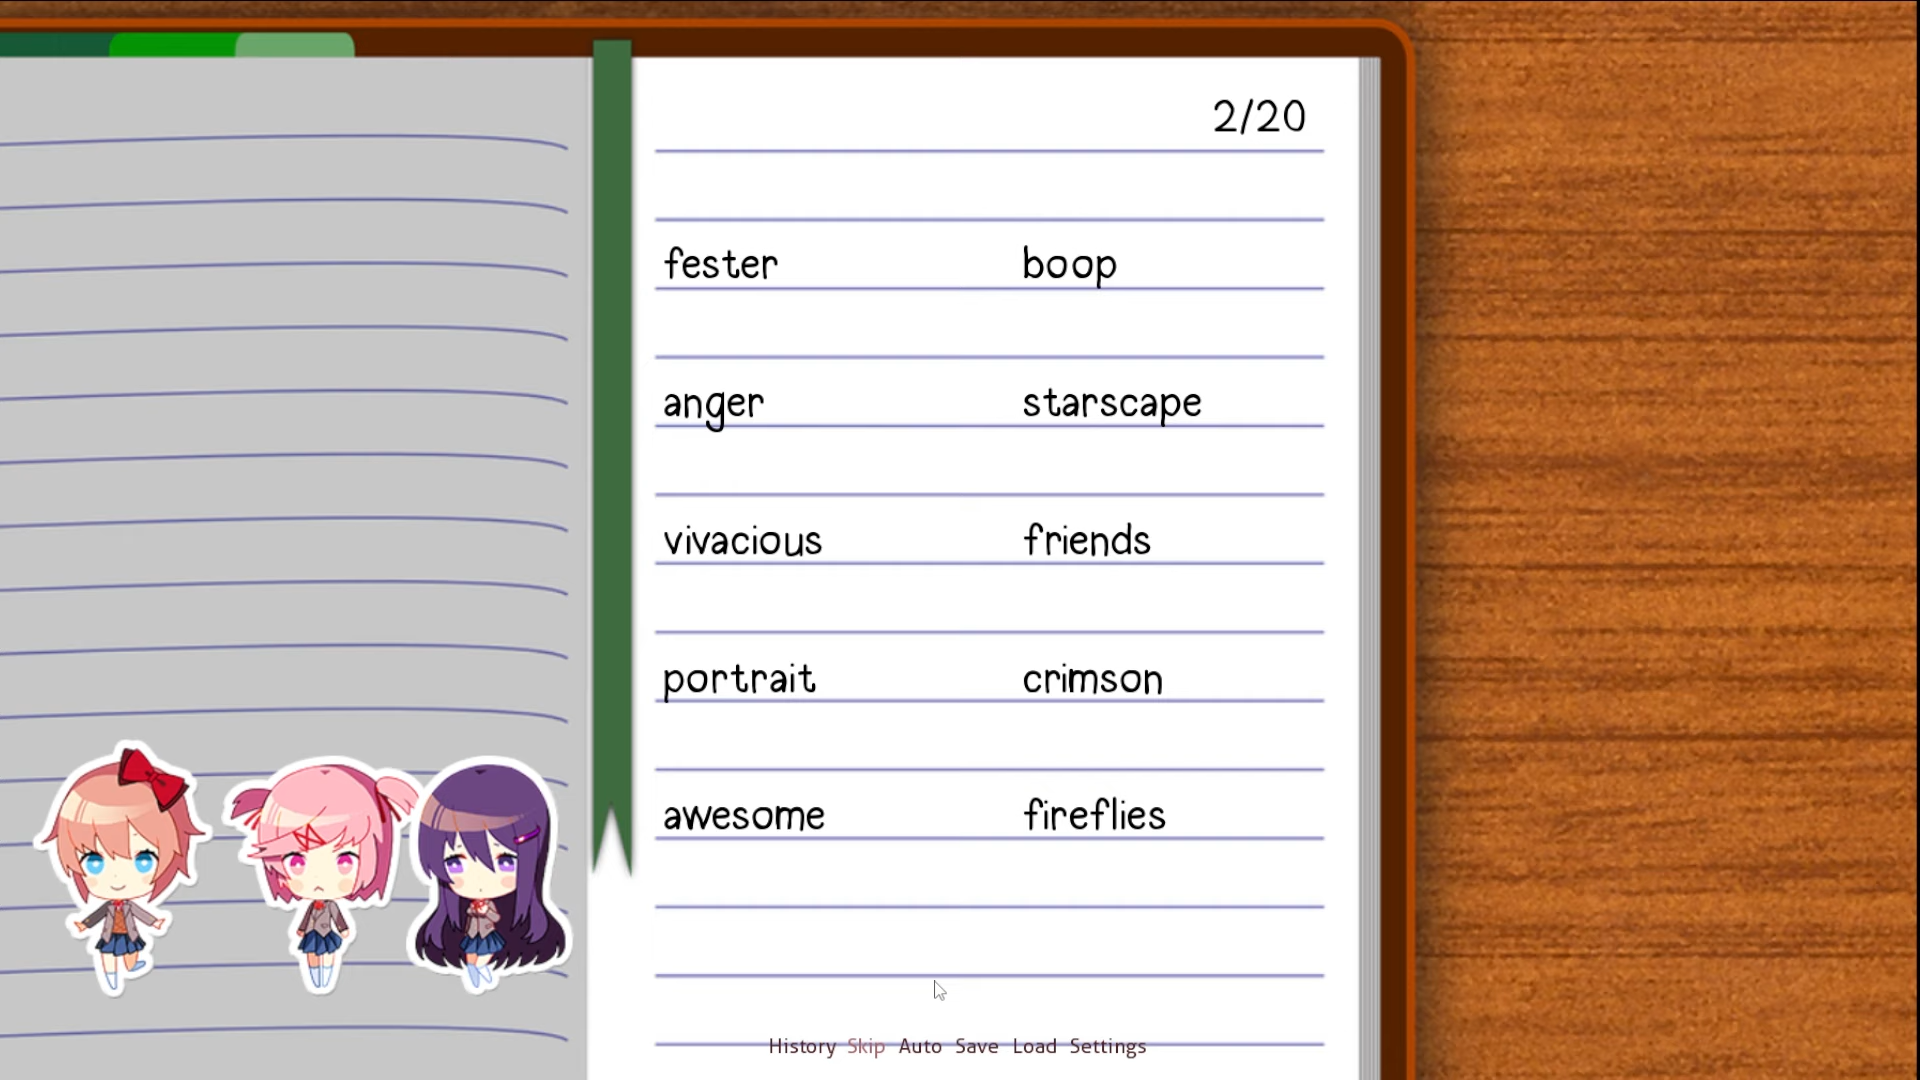 2/20
fester boop
anger starscape
vivacious friends
portrait crimson
awesome fireflies
History Skip Auto Save Load Settings